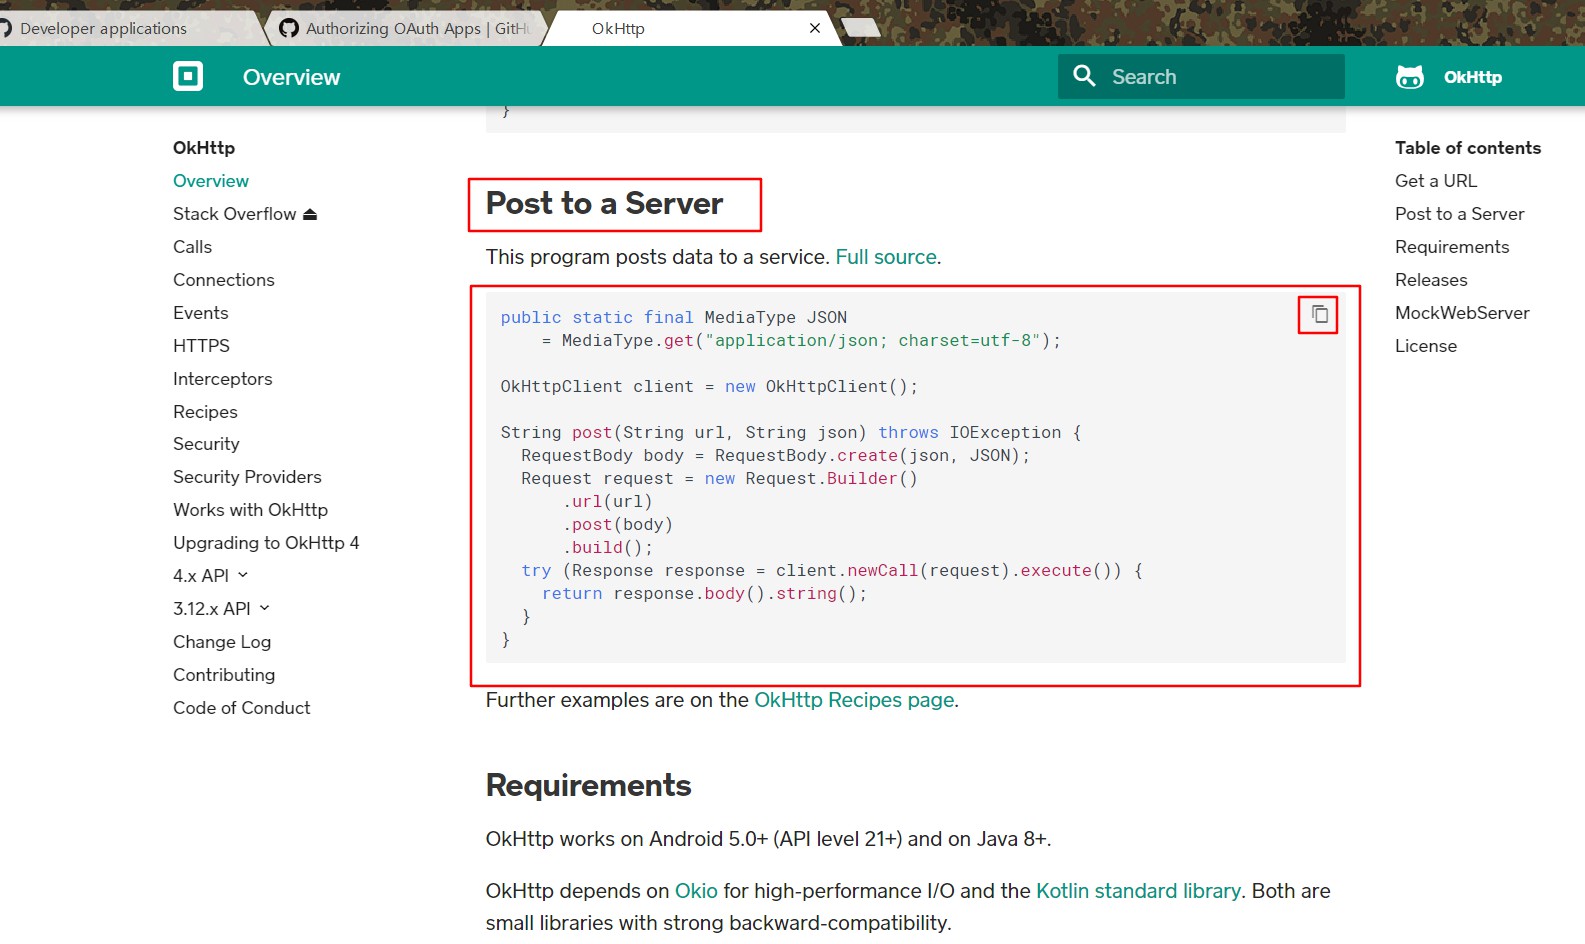 Developer applications
Authorizing OAuth Apps | GitHu
OkHttp
Overview
Search
OkHttp
OkHttp
Overview
Stack Overflow ⏏
Calls
Connections
Events
HTTPS
Interceptors
Recipes
Security
Security Providers
Works with OkHttp
Upgrading to OkHttp 4
4.x API
3.12.x API
Change Log
Contributing
Code of Conduct
}
Post to a Server
This program posts data to a service. Full source.
public static final MediaType JSON
    = MediaType.get("application/json; charset=utf-8");
OkHttpClient client = new OkHttpClient();
String post(String url, String json) throws IOException {
  RequestBody body = RequestBody.create(json, JSON);
  Request request = new Request.Builder()
      .url(url)
      .post(body)
      .build();
  try (Response response = client.newCall(request).execute()) {
    return response.body().string();
  }
}
Further examples are on the OkHttp Recipes page.
Requirements
OkHttp works on Android 5.0+ (API level 21+) and on Java 8+.
OkHttp depends on Okio for high-performance I/O and the Kotlin standard library. Both are
small libraries with strong backward-compatibility.
Table of contents
Get a URL
Post to a Server
Requirements
Releases
MockWebServer
License